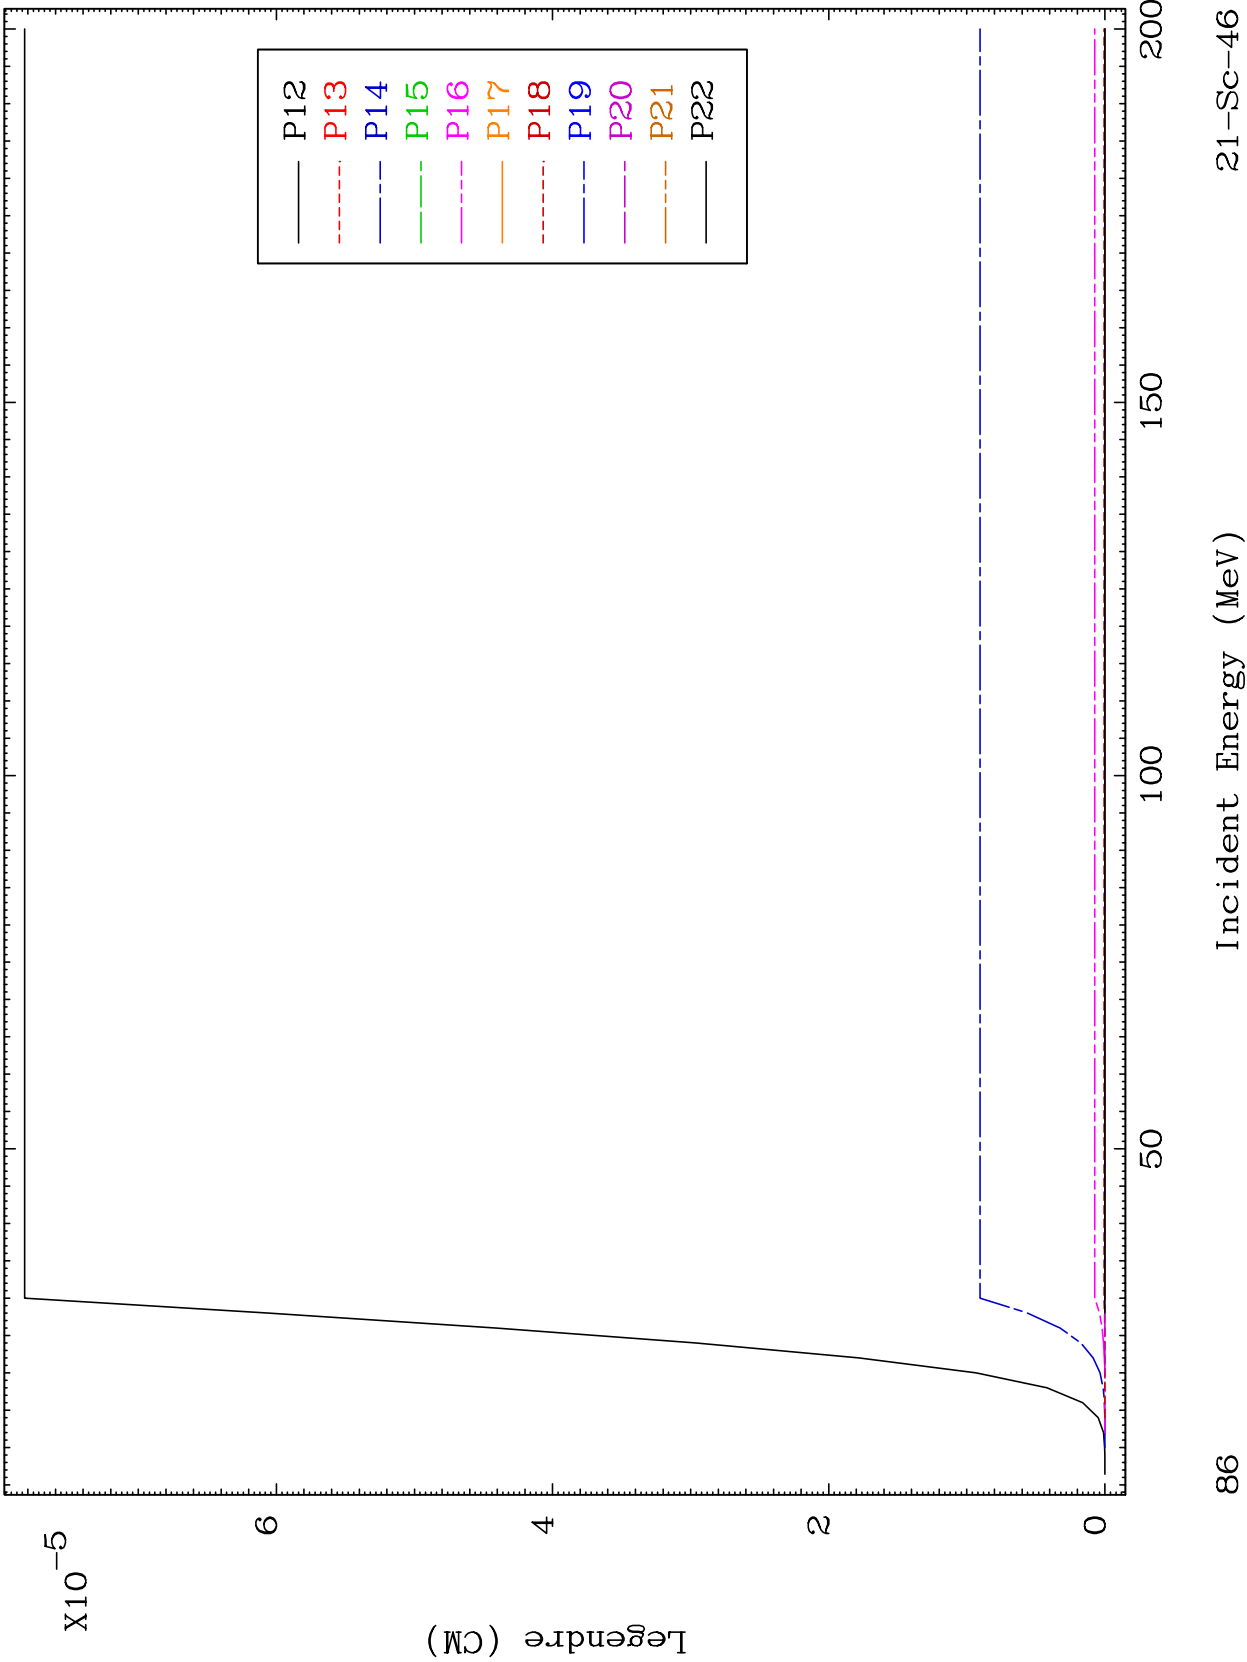 X10-5
Legendre (CM)
6
4
2
0
P12
P13
P14
P15
P16
P17
P18
P19
P20
P21
P22
50
100
150
200
Incident Energy (MeV)
86
21-Sc-46